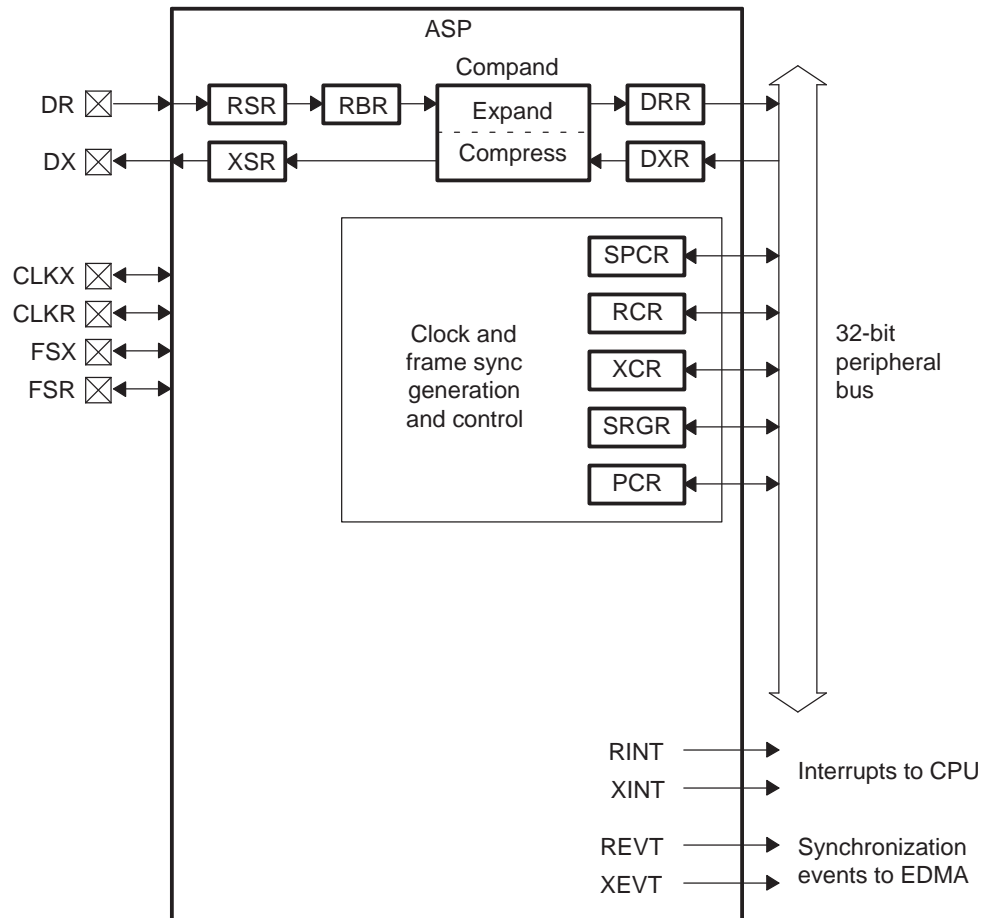 ASP
Compand
DR
RSR
RBR
Expand
DRR
DX
XSR
Compress
DXR
CLKX
CLKR
FSX
FSR
Clock and
frame sync
generation
and control
SPCR
RCR
XCR
SRGR
PCR
32-bit
peripheral
bus
RINT
XINT
Interrupts to CPU
REVT
XEVT
Synchronization
events to EDMA